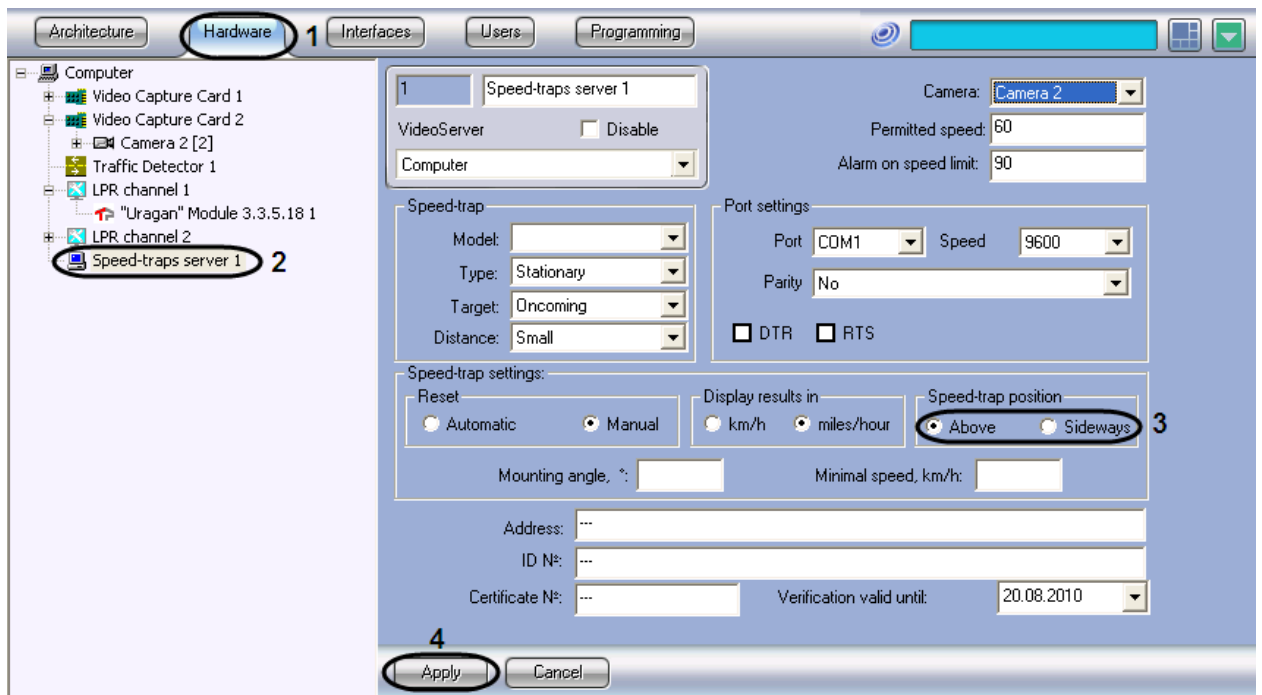 Architecture Hardware 1 Interfaces Users Programming
Computer
Video Capture Card 1
Video Capture Card 2
Camera 2 [2]
Traffic Detector 1
LPR channel 1
"Uragan" Module 3.3.5.18 1
LPR channel 2
Speed-traps server 1 2
1 Speed-traps server 1
VideoServer Disable
Computer
Camera: Camera 2
Permitted speed: 60
Alarm on speed limit: 90
Speed-trap
Model:
Type: Stationary
Target: Oncoming
Distance: Small
Port settings
Port COM1 Speed 9600
Parity No
DTR RTS
Speed-trap settings:
Reset
Automatic Manual
Display results in
km/h miles/hour
Speed-trap position
Above Sideways 3
Mounting angle, °: Minimal speed, km/h:
Address: ---
ID №: ---
Certificate №: --- Verification valid until: 20.08.2010
4
Apply Cancel